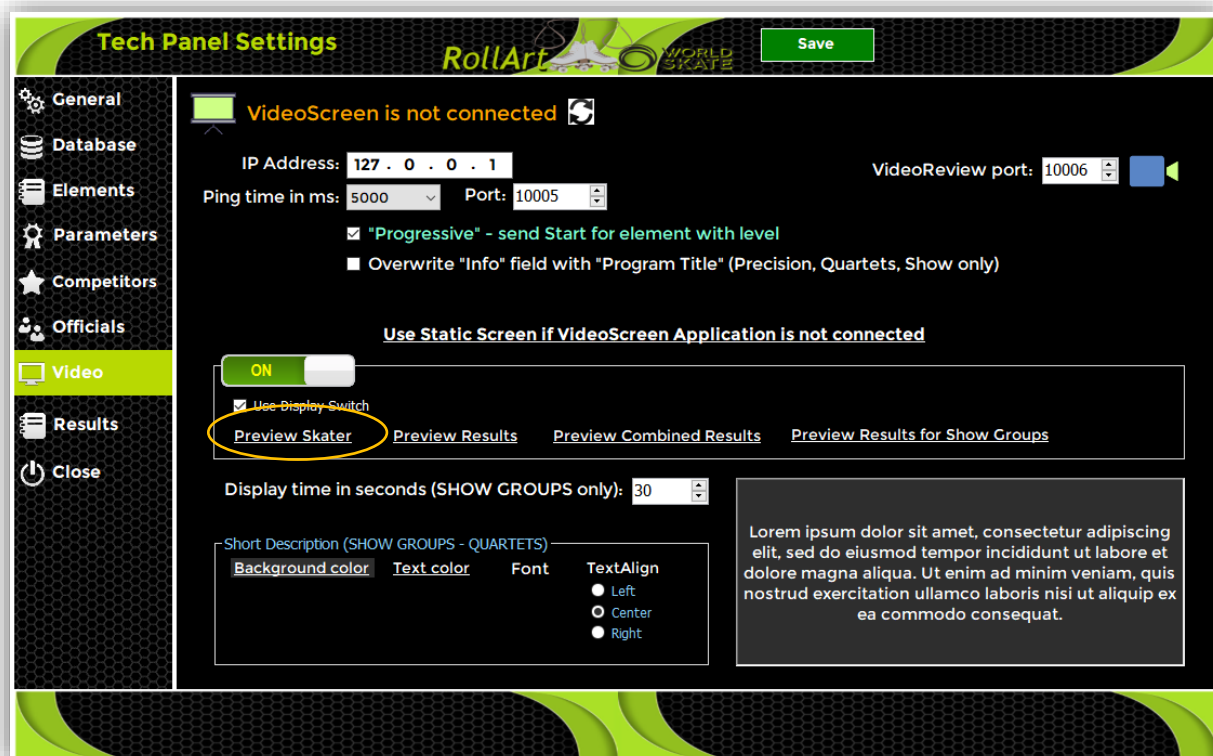 Tech Panel Settings
RollArt
WORLD
SKATE
Save
General
Database
Elements
Parameters
Competitors
Officials
Video
Results
Close
VideoScreen is not connected
IP Address: 127 . 0 . 0 . 1
VideoReview port: 10006
Ping time in ms: 5000 Port: 10005
"Progressive" - send Start for element with level
Overwrite "Info" field with "Program Title" (Precision, Quartets, Show only)
Use Static Screen if VideoScreen Application is not connected
ON
Use Display Switch
Preview Skater Preview Results Preview Combined Results Preview Results for Show Groups
Display time in seconds (SHOW GROUPS only): 30
Short Description (SHOW GROUPS - QUARTETS)
Background color Text color Font TextAlign
Left
Center
Right
Lorem ipsum dolor sit amet, consectetur adipiscing
elit, sed do eiusmod tempor incididunt ut labore et
dolore magna aliqua. Ut enim ad minim veniam, quis
nostrud exercitation ullamco laboris nisi ut aliquip ex
ea commodo consequat.